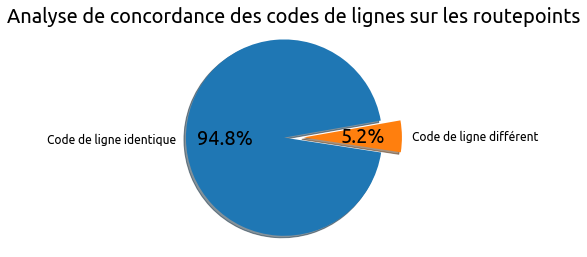 Analyse de concordance des codes de lignes sur les routepoints
Code de ligne identique
94.8%
5.2%
Code de ligne différent